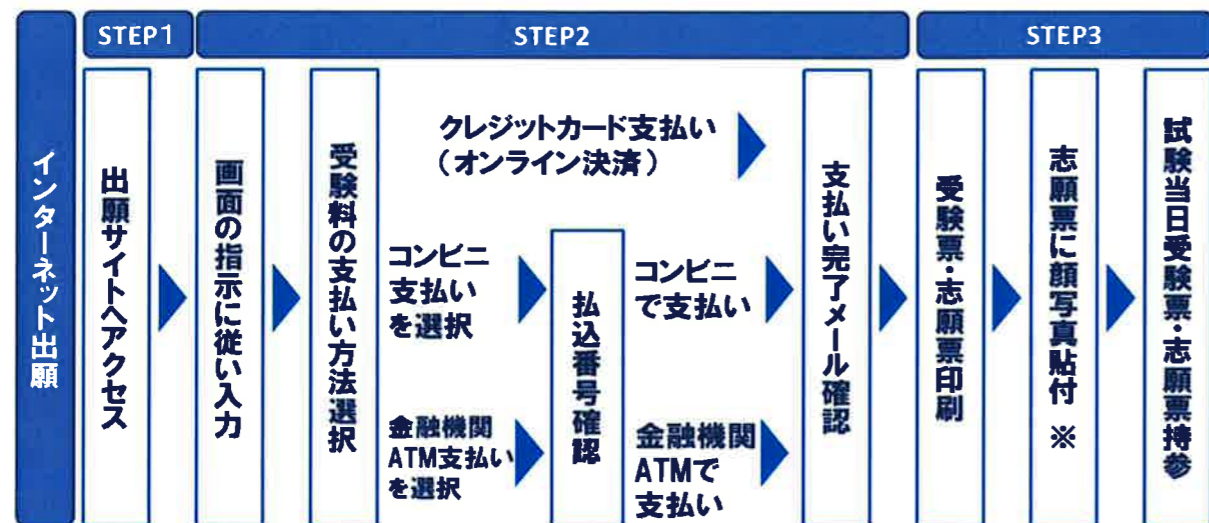 インターネット出願
STEP1
STEP2
STEP3
出願サイトへアクセス
画面の指示に従い入力
受験料の支払い方法選択
クレジットカード支払い
（オンライン決済）
コンビニ
支払い
を選択
金融機関
ATM支払い
を選択
払込番号確認
コンビニ
で支払い
金融機関
ATMで
支払い
支払い完了メール確認
受験票・志願票印刷
志願票に顔写真貼付 ※
試験当日受験票・志願票持参